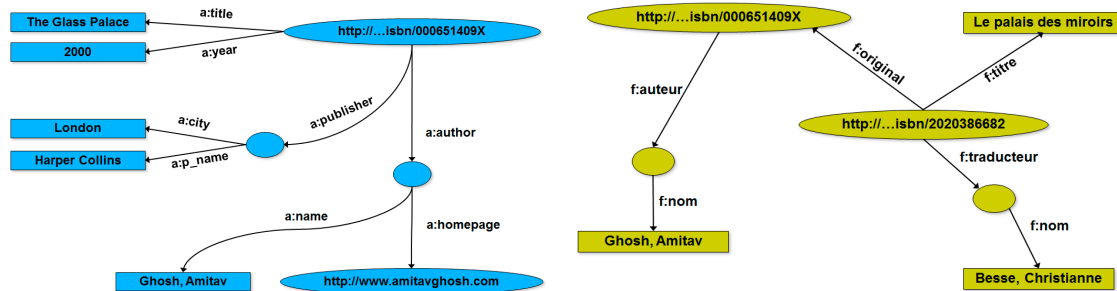 The Glass Palace
a:title
http://…isbn/000651409X
2000
a:year
London
a:city
a:publisher
Harper Collins
a:p_name
a:author
a:name
a:homepage
Ghosh, Amitav
http://www.amitavghosh.com
http://…isbn/000651409X
Le palais des miroirs
f:original
f:titre
f:auteur
http://…isbn/2020386682
f:traducteur
f:nom
f:nom
Ghosh, Amitav
Besse, Christianne